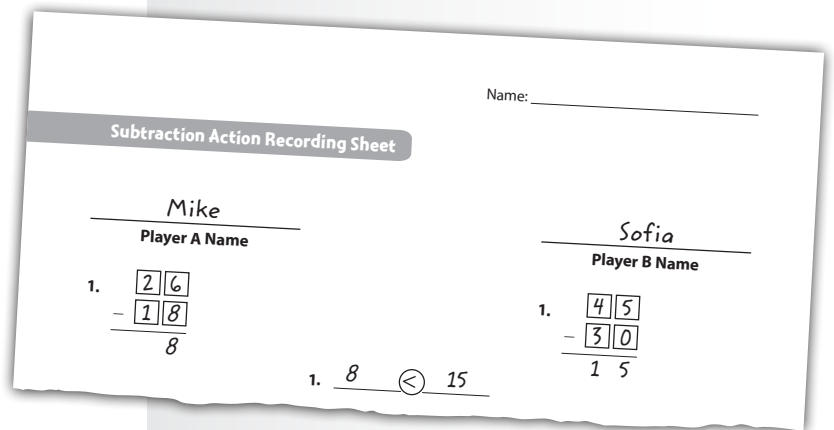 Name:
Subtraction Action Recording Sheet
Mike
Player A Name
Sofia
Player B Name
1. 26
- 18
8
1. 45
- 30
15
1. 8 < 15